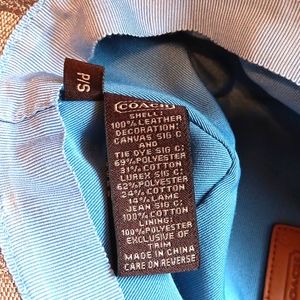 P/S
COACH
SHELL:
100% LEATHER
DECORATION:
CANVAS SIG C
AND
TIE DYE SIG C:
69% POLYESTER
31% COTTON
LUREX SIG C:
62% POLYESTER
24% COTTON
14% LAME
JEAN SIG C:
100% COTTON
LINING:
100% POLYESTER
EXCLUSIVE OF
TRIM
MADE IN CHINA
CARE ON REVERSE